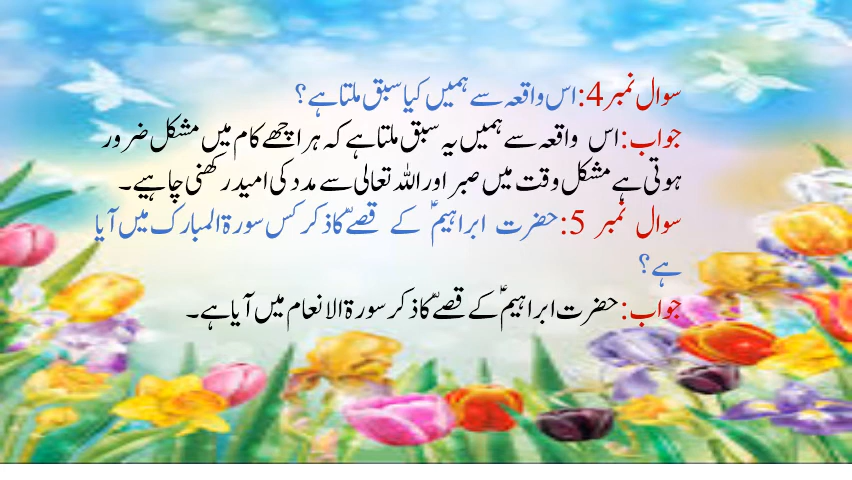 سوال نمبر 4: اس واقعہ سے ہمیں کیا سبق ملتا ہے؟
جواب: اس واقعہ سے ہمیں یہ سبق ملتا ہے کہ ہر اچھے کام میں مشکل ضرور
ہوتی ہے مشکل وقت میں صبر اور اللہ تعالی سے مدد کی امید رکھنی چاہیے۔
سوال نمبر 5: حضرت ابراہیمؑ کے قصےّ کا ذکر کس سورۃ المبارک میں آیا
ہے؟
جواب: حضرت ابراہیمؑ کے قصےّ کا ذکر سورۃ الانعام میں آیا ہے۔